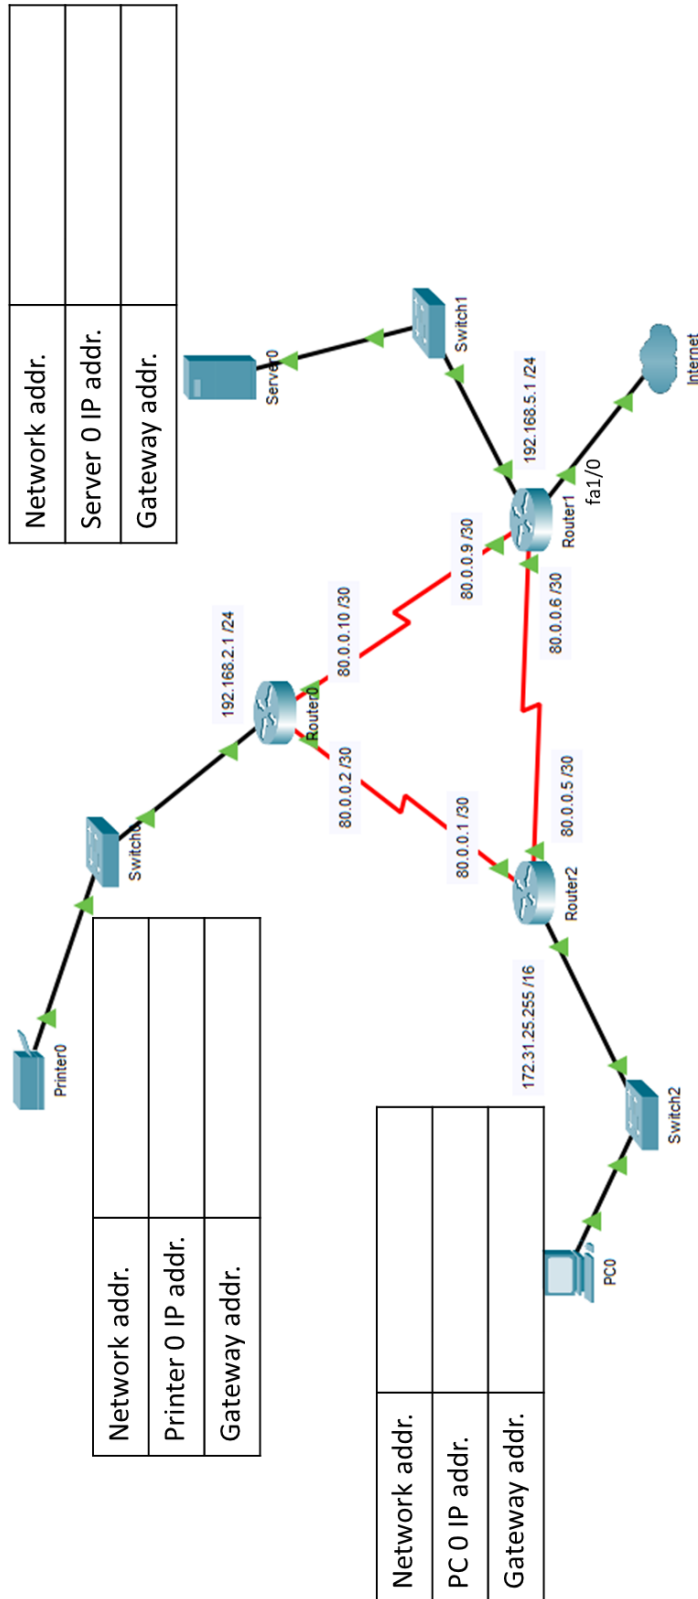 Network addr.
Printer 0 IP addr.
Gateway addr.
Network addr.
Server 0 IP addr.
Gateway addr.
Printer0
Switch0
192.168.2.1 /24
Router0
Server0
80.0.0.2 /30
80.0.0.10 /30
Network addr.
PC 0 IP addr.
Gateway addr.
80.0.0.1 /30
80.0.0.9 /30
Switch1
172.31.25.255 /16
192.168.5.1 /24
Router2
80.0.0.5 /30
80.0.0.6 /30
Router1
fa1/0
PC0
Switch2
Internet